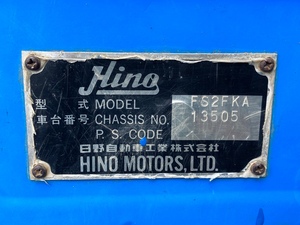 Hino
型 式 MODEL FS2FKA
車台番号 CHASSIS NO. 13505
P. S. CODE
日野自動車工業株式会社
HINO MOTORS, LTD.